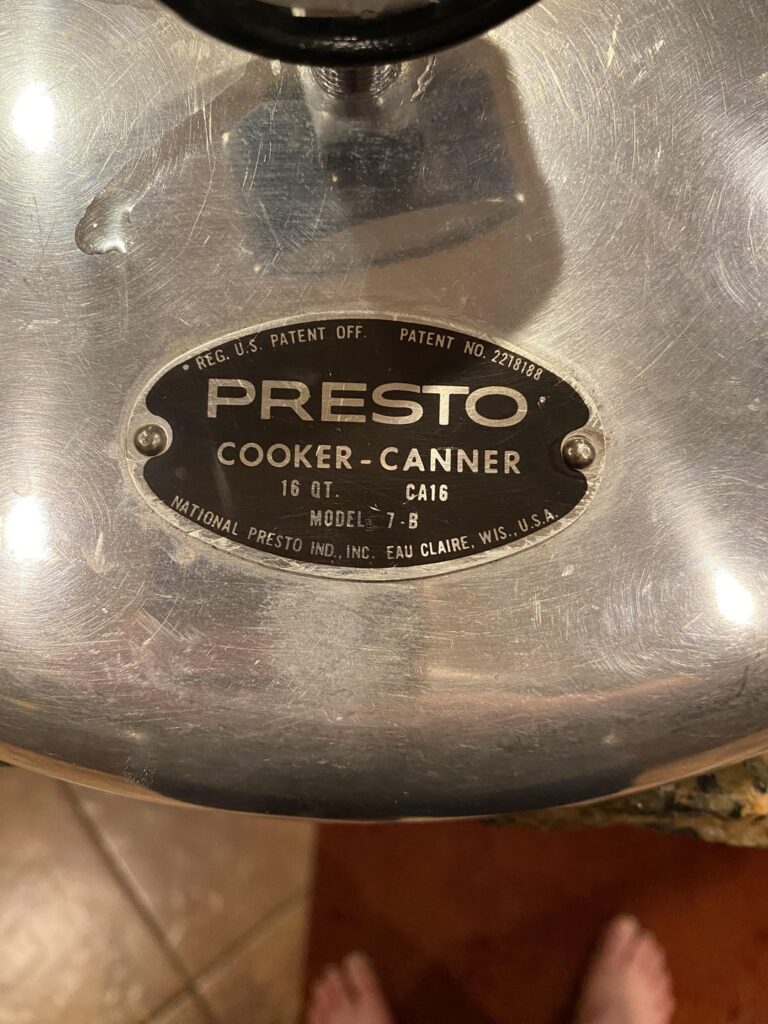 * REG. U.S. PATENT OFF. PATENT NO. 2218188
PRESTO*
COOKER-CANNER
16 QT. CA16
MODEL 7-B
NATIONAL PRESTO IND., INC. EAU CLAIRE, WIS., U.S.A.